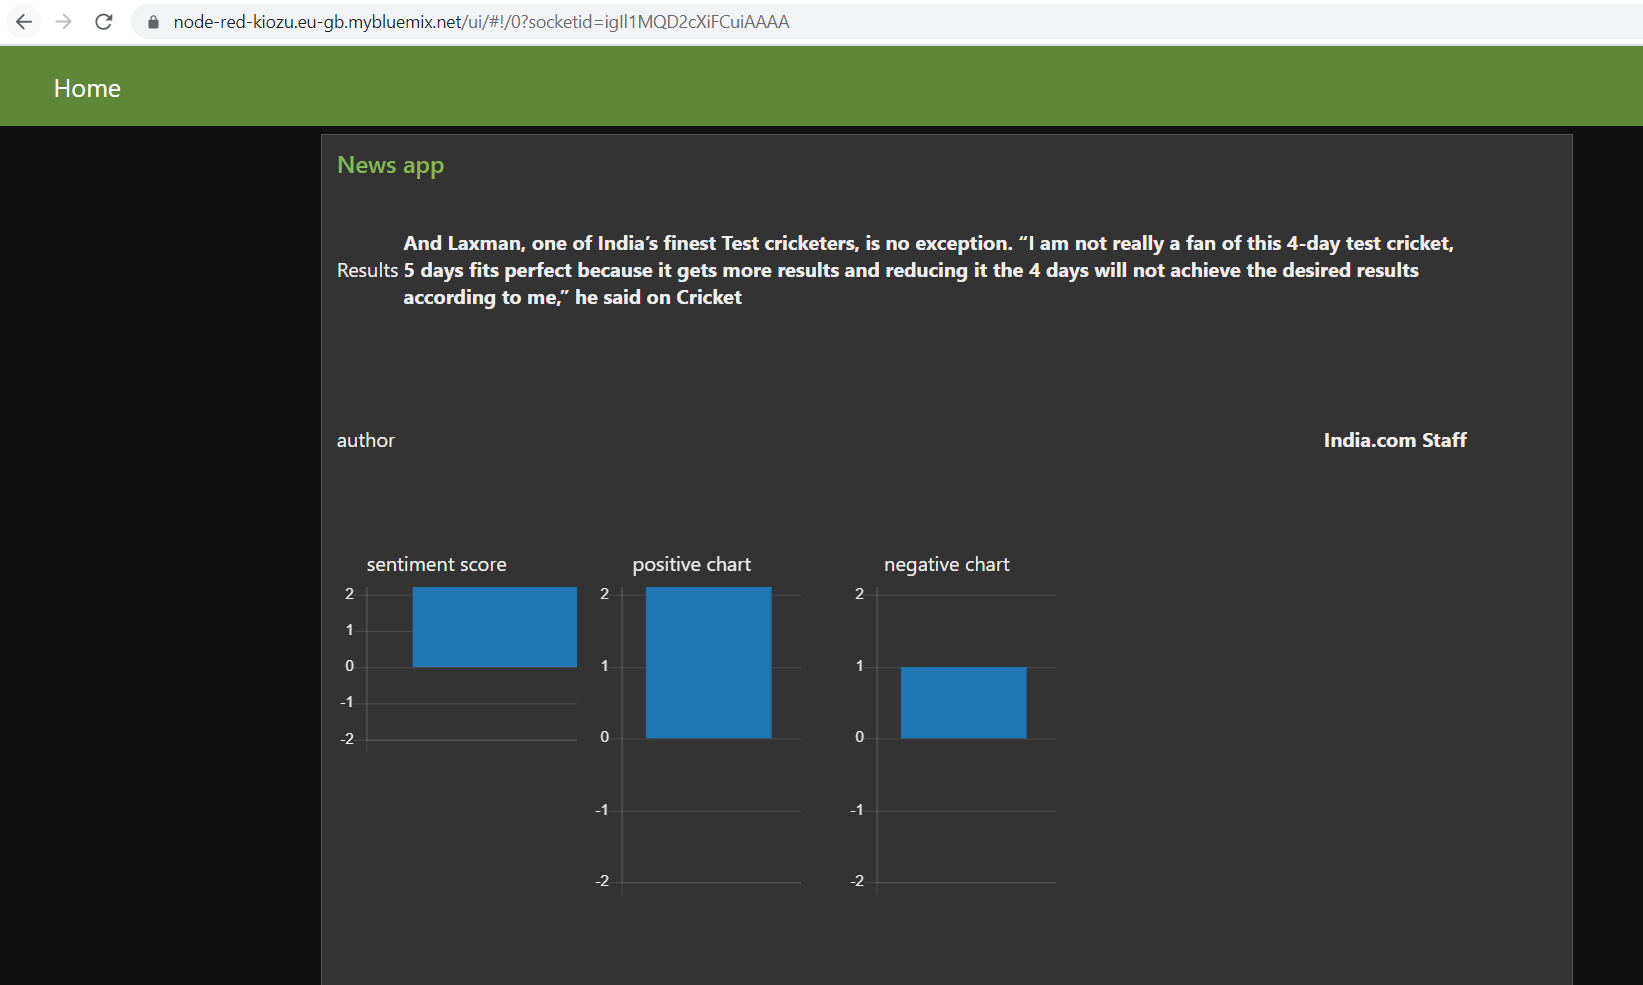 node-red-kiozu.eu-gb.mybluemix.net/ui/#!/0?socketid=igIl1MQD2cXiFCuiAAAA
Home
News app
And Laxman, one of India’s finest Test cricketers, is no exception. “I am not really a fan of this 4-day test cricket,
Results 5 days fits perfect because it gets more results and reducing it the 4 days will not achieve the desired results
according to me,” he said on Cricket
author India.com Staff
sentiment score
2
1
0
-1
-2
positive chart
2
1
0
-1
-2
negative chart
2
1
0
-1
-2